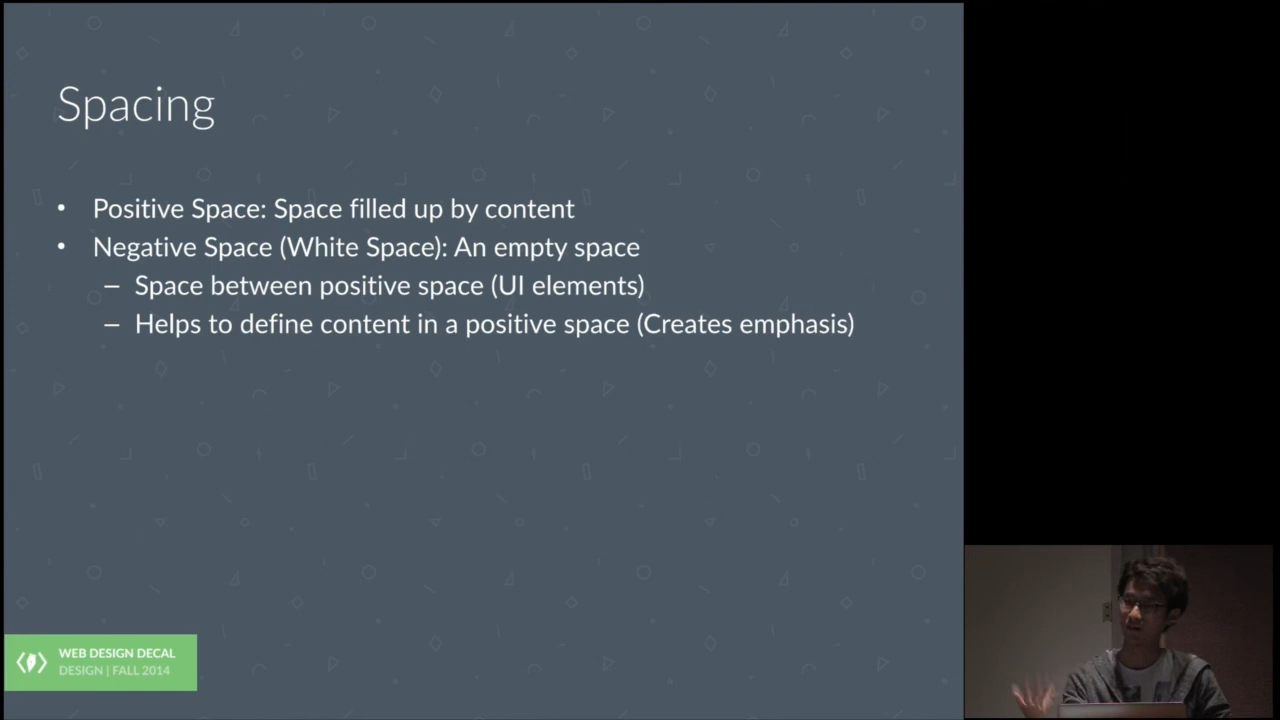 Spacing
• Positive Space: Space filled up by content
• Negative Space (White Space): An empty space
– Space between positive space (UI elements)
– Helps to define content in a positive space (Creates emphasis)
WEB DESIGN DECAL
DESIGN | FALL 2014